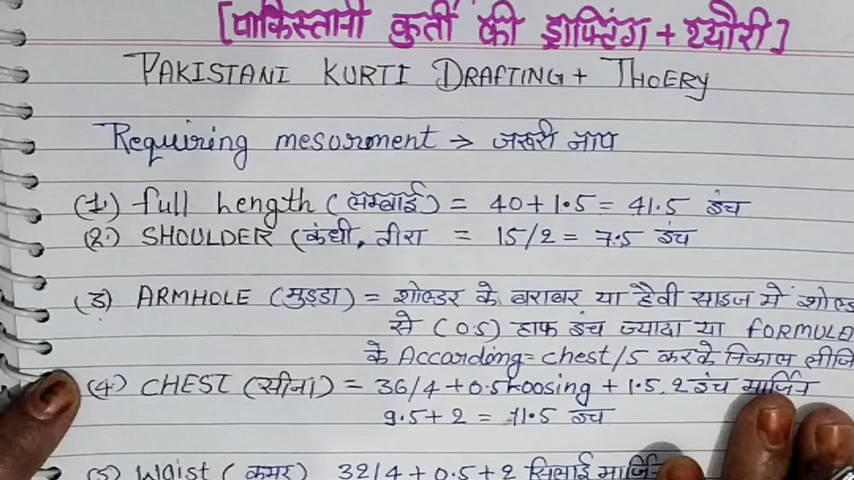 [पाकिस्तानी कुर्ती की ड्राफ्टिंग + थ्यौरी]
PAKISTANI KURTI DRAFTING + THOERY
Requiring mesurment → जरूरी नाप
(1.) full Length (लम्बाई) = 40+1.5 = 41.5 इंच
(2.) SHOULDER (कंधी, तीरा = 15/2 = 7.5 इंच
(3) ARMHOLE (मुड्डा) = शोल्डर के बराबर या हैवी साइज में शोल्ड
से (0.5) हाफ इंच ज्यादा या FORMULA
के According = chest/5 करके निकाल लीजि
(4) CHEST (सीना) = 36/4 + 0.5 loosing + 1.5, 2 इंच मार्जिन
9.5 + 2 = 11.5 इंच
(5) Waist ( कमर) 32/4 + 0.5 + 2 सिलाई मार्जिन